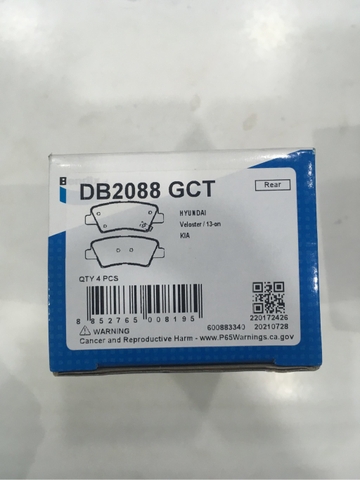 DB2088 GCT
Rear
HYUNDAI
Veloster / 13-on
KIA
QTY 4 PCS
8 852765 008195
220172426
600883340 20210728
WARNING
Cancer and Reproductive Harm - www.P65Warnings.ca.gov